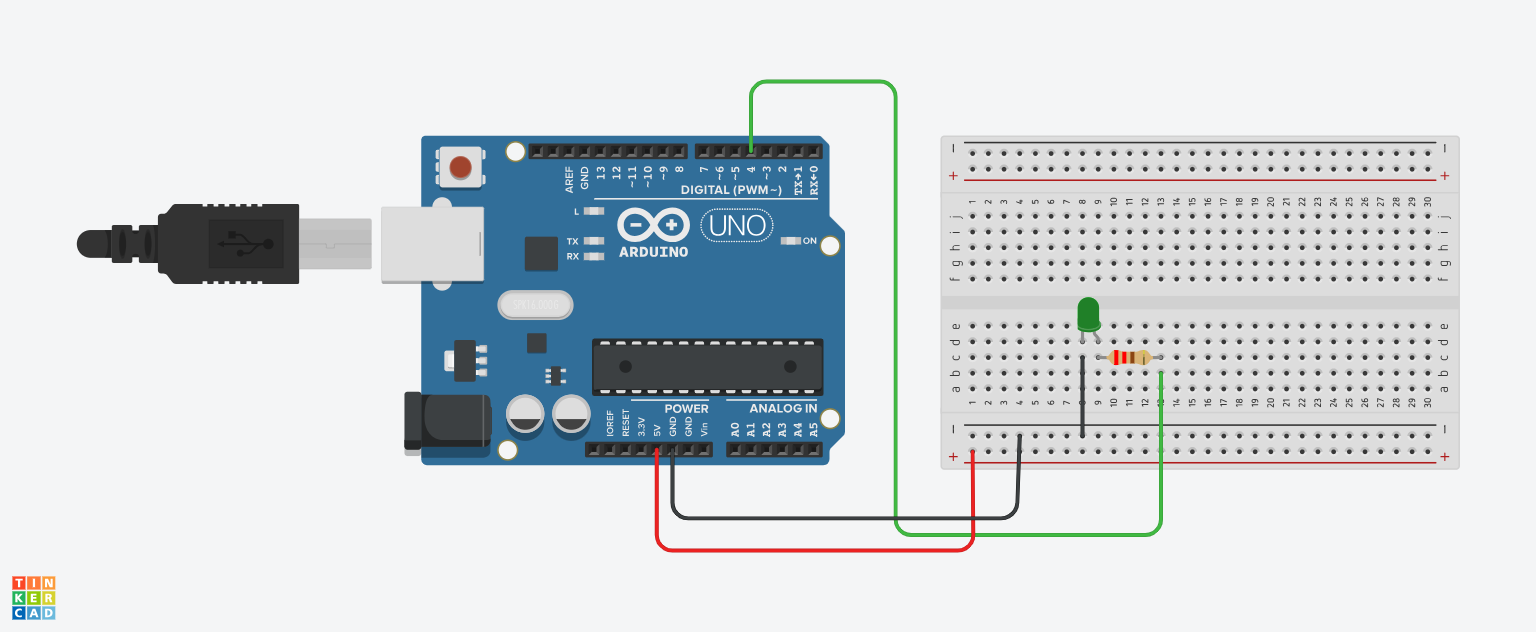 AREF
GND
13
12
~11
~10
~9
8
7
~6
~5
4
~3
2
TX→1
RX←0
DIGITAL (PWM~)
L
TX
RX
UNO
ON
ARDUINO
POWER
ANALOG IN
IOREF
RESET
3.3V
5V
GND
GND
Vin
A0
A1
A2
A3
A4
A5
− −
+ +
1 2 3 4 5 6 7 8 9 10 11 12 13 14 15 16 17 18 19 20 21 22 23 24 25 26 27 28 29 30
j j
i i
h h
g g
f f
e e
d d
c c
b b
a a
1 2 3 4 5 6 7 8 9 10 11 12 13 14 15 16 17 18 19 20 21 22 23 24 25 26 27 28 29 30
− −
+ +
TIN
KER
CAD